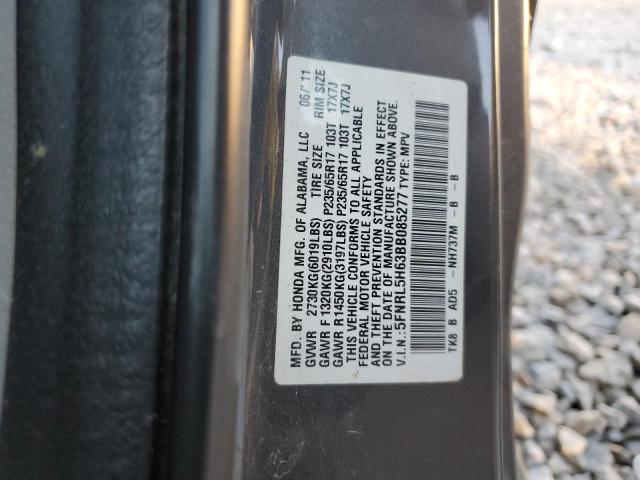 MFD. BY HONDA MFG. OF ALABAMA, LLC 06/11
GVWR 2730KG(6019LBS) TIRE SIZE RIM SIZE
GAWR F 1320KG(2910LBS) P235/65R17 103T 17X7J
GAWR R1450KG(3197LBS) P235/65R17 103T 17X7J
THIS VEHICLE CONFORMS TO ALL APPLICABLE
FEDERAL MOTOR VEHICLE SAFETY
AND THEFT PREVENTION STANDARDS IN EFFECT
ON THE DATE OF MANUFACTURE SHOWN ABOVE.
V.I.N.:5FNRL5H63BB085277 TYPE: MPV
TK8 B AD5 -NH737M -B -B